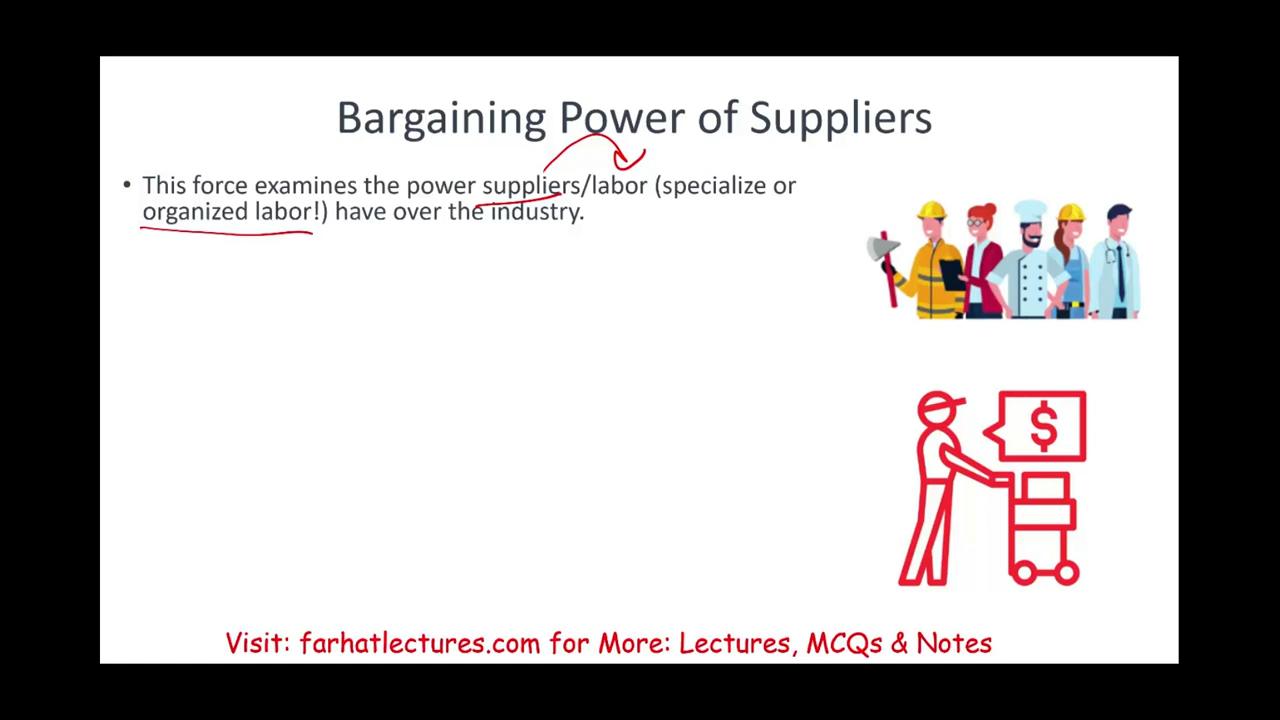 Bargaining Power of Suppliers
• This force examines the power suppliers/labor (specialize or
organized labor!) have over the industry.
$
Visit: farhatlectures.com for More: Lectures, MCQs & Notes